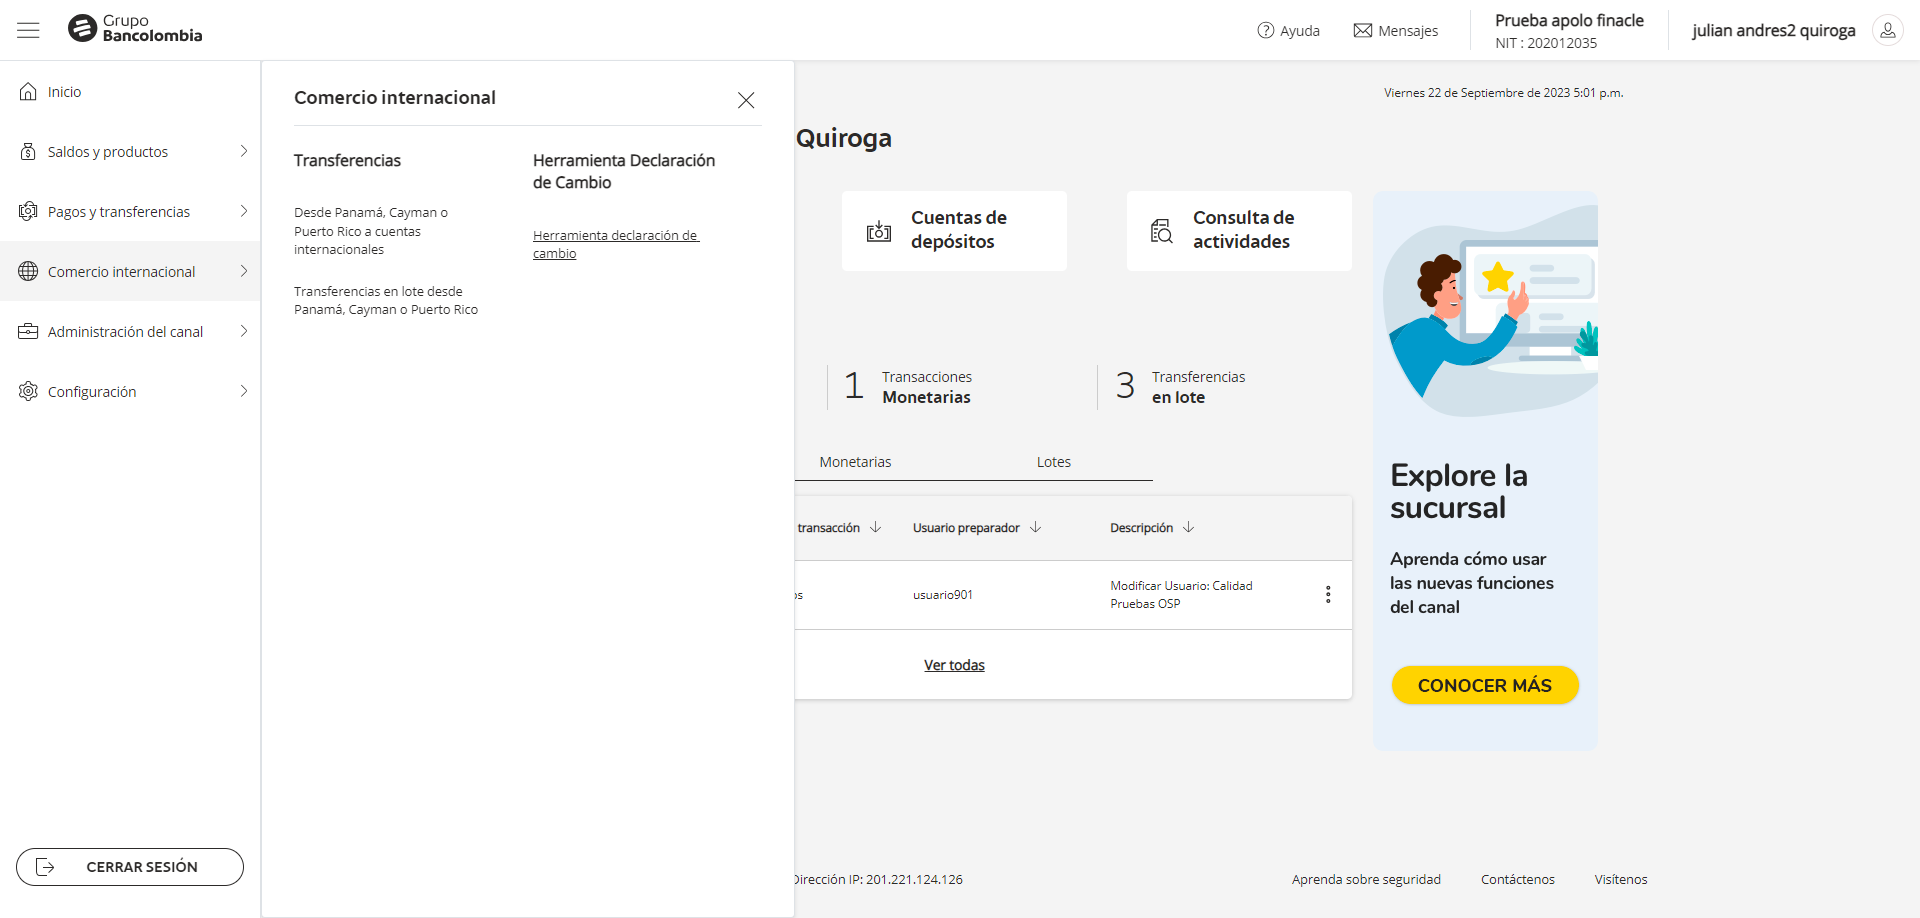 Grupo
Bancolombia
Ayuda
Mensajes
Prueba apolo finacle
NIT : 202012035
julian andres2 quiroga
Inicio
Saldos y productos
Pagos y transferencias
Comercio internacional
Administración del canal
Configuración
CERRAR SESIÓN
Comercio internacional
Transferencias
Desde Panamá, Cayman o
Puerto Rico a cuentas
internacionales
Transferencias en lote desde
Panamá, Cayman o Puerto Rico
Herramienta Declaración
de Cambio
Herramienta declaración de
cambio
Viernes 22 de Septiembre de 2023 5:01 p.m.
Quiroga
Cuentas de
depósitos
Consulta de
actividades
1
Transacciones
Monetarias
3
Transferencias
en lote
Monetarias
Lotes
transacción
Usuario preparador
Descripción
os
usuario901
Modificar Usuario: Calidad
Pruebas OSP
Ver todas
Explore la
sucursal
Aprenda cómo usar
las nuevas funciones
del canal
CONOCER MÁS
Dirección IP: 201.221.124.126
Aprenda sobre seguridad
Contáctenos
Visítenos